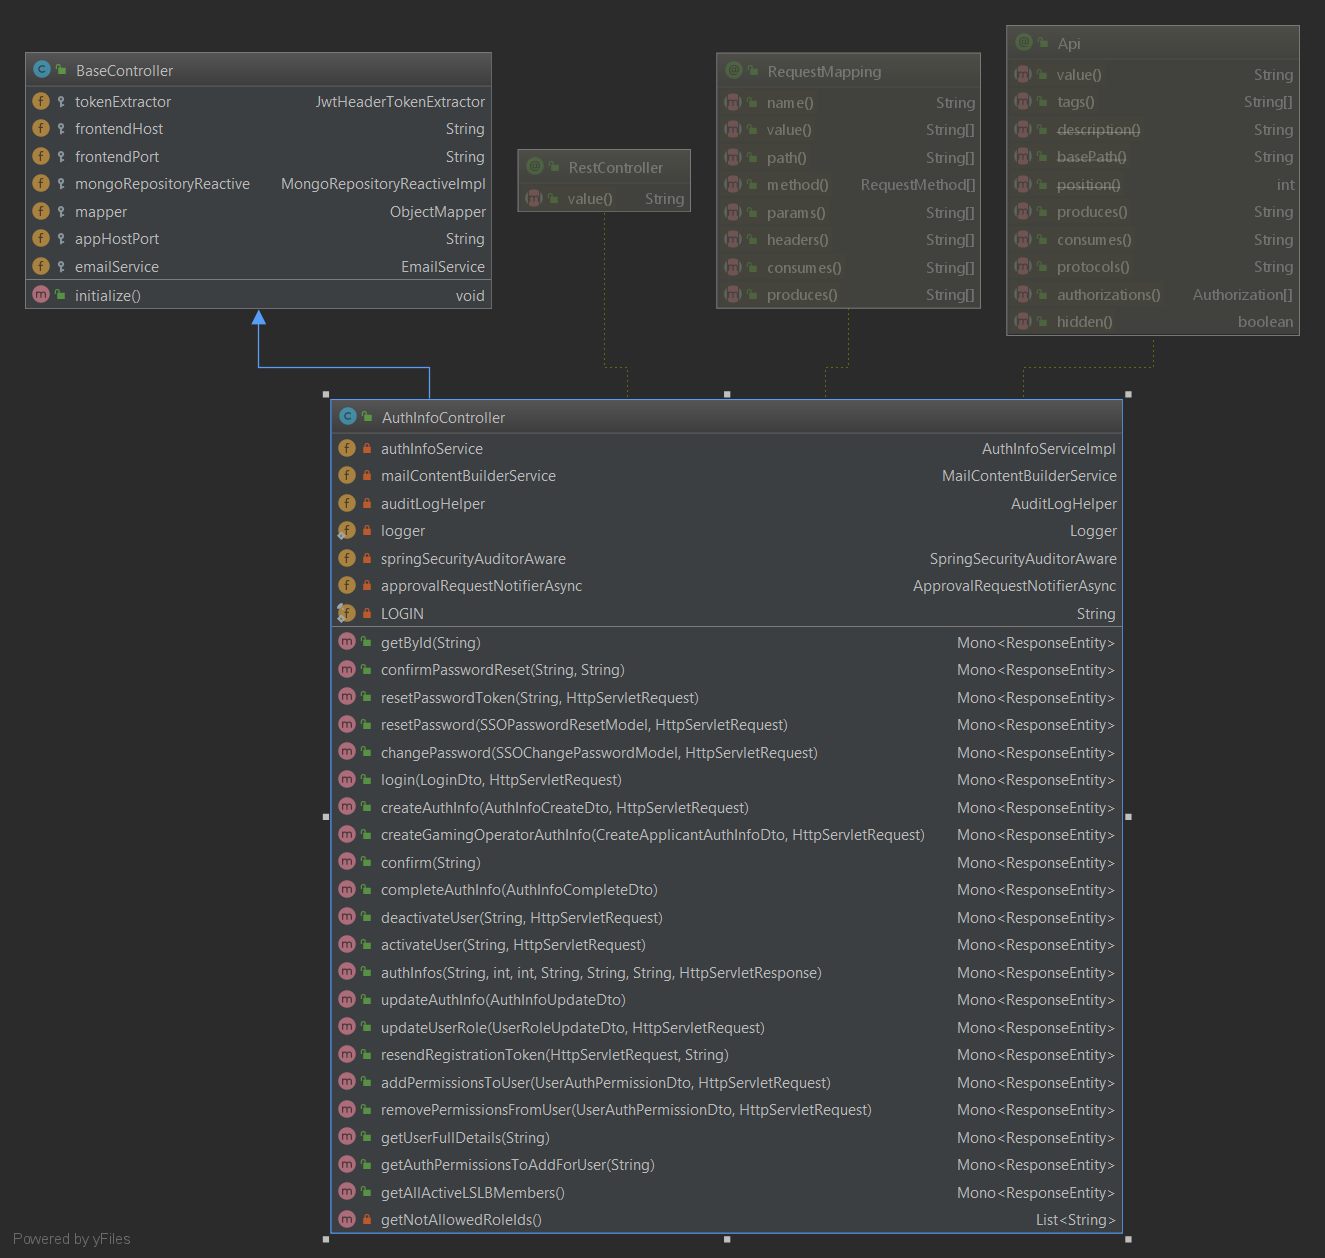 BaseController
tokenExtractor JwtHeaderTokenExtractor
frontendHost String
frontendPort String
mongoRepositoryReactive MongoRepositoryReactiveImpl
mapper ObjectMapper
appHostPort String
emailService EmailService
initialize() void
RestController
value() String
RequestMapping
name() String
value() String[]
path() String[]
method() RequestMethod[]
params() String[]
headers() String[]
consumes() String[]
produces() String[]
Api
value() String
tags() String[]
description() String
basePath() String
position() int
produces() String
consumes() String
protocols() String
authorizations() Authorization[]
hidden() boolean
AuthInfoController
authInfoService AuthInfoServiceImpl
mailContentBuilderService MailContentBuilderService
auditLogHelper AuditLogHelper
logger Logger
springSecurityAuditorAware SpringSecurityAuditorAware
approvalRequestNotifierAsync ApprovalRequestNotifierAsync
LOGIN String
getById(String) Mono<ResponseEntity>
confirmPasswordReset(String, String) Mono<ResponseEntity>
resetPasswordToken(String, HttpServletRequest) Mono<ResponseEntity>
resetPassword(SSOPasswordResetModel, HttpServletRequest) Mono<ResponseEntity>
changePassword(SSOChangePasswordModel, HttpServletRequest) Mono<ResponseEntity>
login(LoginDto, HttpServletRequest) Mono<ResponseEntity>
createAuthInfo(AuthInfoCreateDto, HttpServletRequest) Mono<ResponseEntity>
createGamingOperatorAuthInfo(CreateApplicantAuthInfoDto, HttpServletRequest) Mono<ResponseEntity>
confirm(String) Mono<ResponseEntity>
completeAuthInfo(AuthInfoCompleteDto) Mono<ResponseEntity>
deactivateUser(String, HttpServletRequest) Mono<ResponseEntity>
activateUser(String, HttpServletRequest) Mono<ResponseEntity>
authInfos(String, int, int, String, String, String, HttpServletResponse) Mono<ResponseEntity>
updateAuthInfo(AuthInfoUpdateDto) Mono<ResponseEntity>
updateUserRole(UserRoleUpdateDto, HttpServletRequest) Mono<ResponseEntity>
resendRegistrationToken(HttpServletRequest, String) Mono<ResponseEntity>
addPermissionsToUser(UserAuthPermissionDto, HttpServletRequest) Mono<ResponseEntity>
removePermissionsFromUser(UserAuthPermissionDto, HttpServletRequest) Mono<ResponseEntity>
getUserFullDetails(String) Mono<ResponseEntity>
getAuthPermissionsToAddForUser(String) Mono<ResponseEntity>
getAllActiveLSLBMembers() Mono<ResponseEntity>
getNotAllowedRoleIds() List<String>
Powered by yFiles